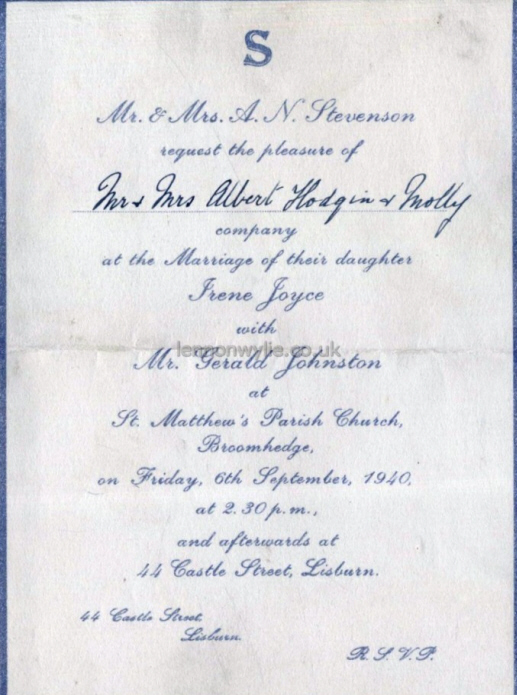 S
Mr. & Mrs. A. N. Stevenson
request the pleasure of
Mr & Mrs Albert Hodgin & Molly
company
at the Marriage of their daughter
Irene Joyce
with
lennonwylie.co.uk
Mr. Gerald Johnston
at
St. Matthew's Parish Church,
Broomhedge,
on Friday, 6th September, 1940,
at 2.30 p.m.,
and afterwards at
44 Castle Street, Lisburn.
44 Castle Street,
Lisburn.
R.S.V.P.